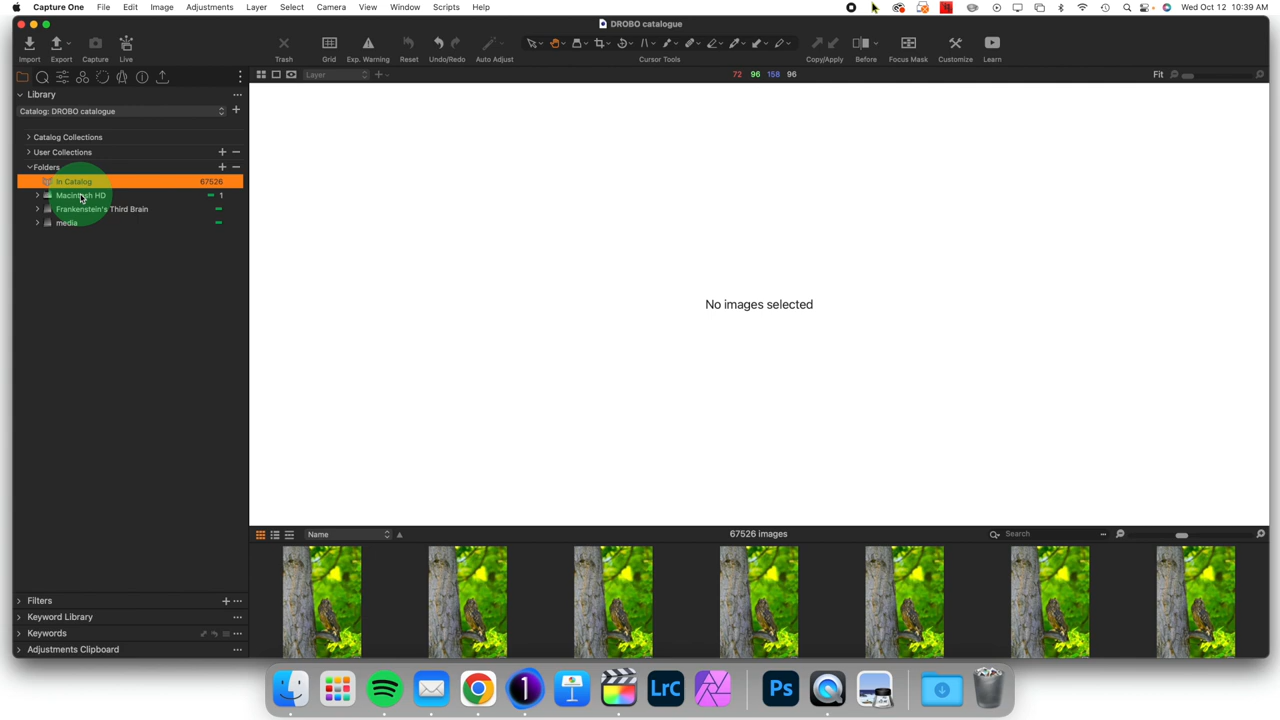 Capture One File Edit Image Adjustments Layer Select Camera View Window Scripts Help Wed Oct 12 10:39 AM
DROBO catalogue
Import Export Capture Live Trash Grid Exp. Warning Reset Undo/Redo Auto Adjust Cursor Tools Copy/Apply Before Focus Mask Customize Learn
Layer 72 96 158 96 Fit
Library
Catalog: DROBO catalogue
Catalog Collections
User Collections
Folders
In Catalog 67526
Macintosh HD 1
Frankenstein's Third Brain
media
No images selected
Name 67526 images Search
Filters
Keyword Library
Keywords
Adjustments Clipboard
1 LrC Ps